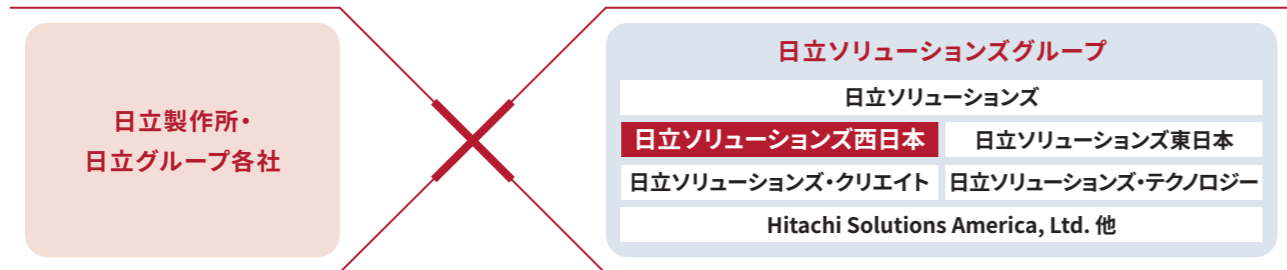 日立製作所・
日立グループ各社
日立ソリューションズグループ
日立ソリューションズ
日立ソリューションズ西日本
日立ソリューションズ東日本
日立ソリューションズ・クリエイト
日立ソリューションズ・テクノロジー
Hitachi Solutions America, Ltd. 他